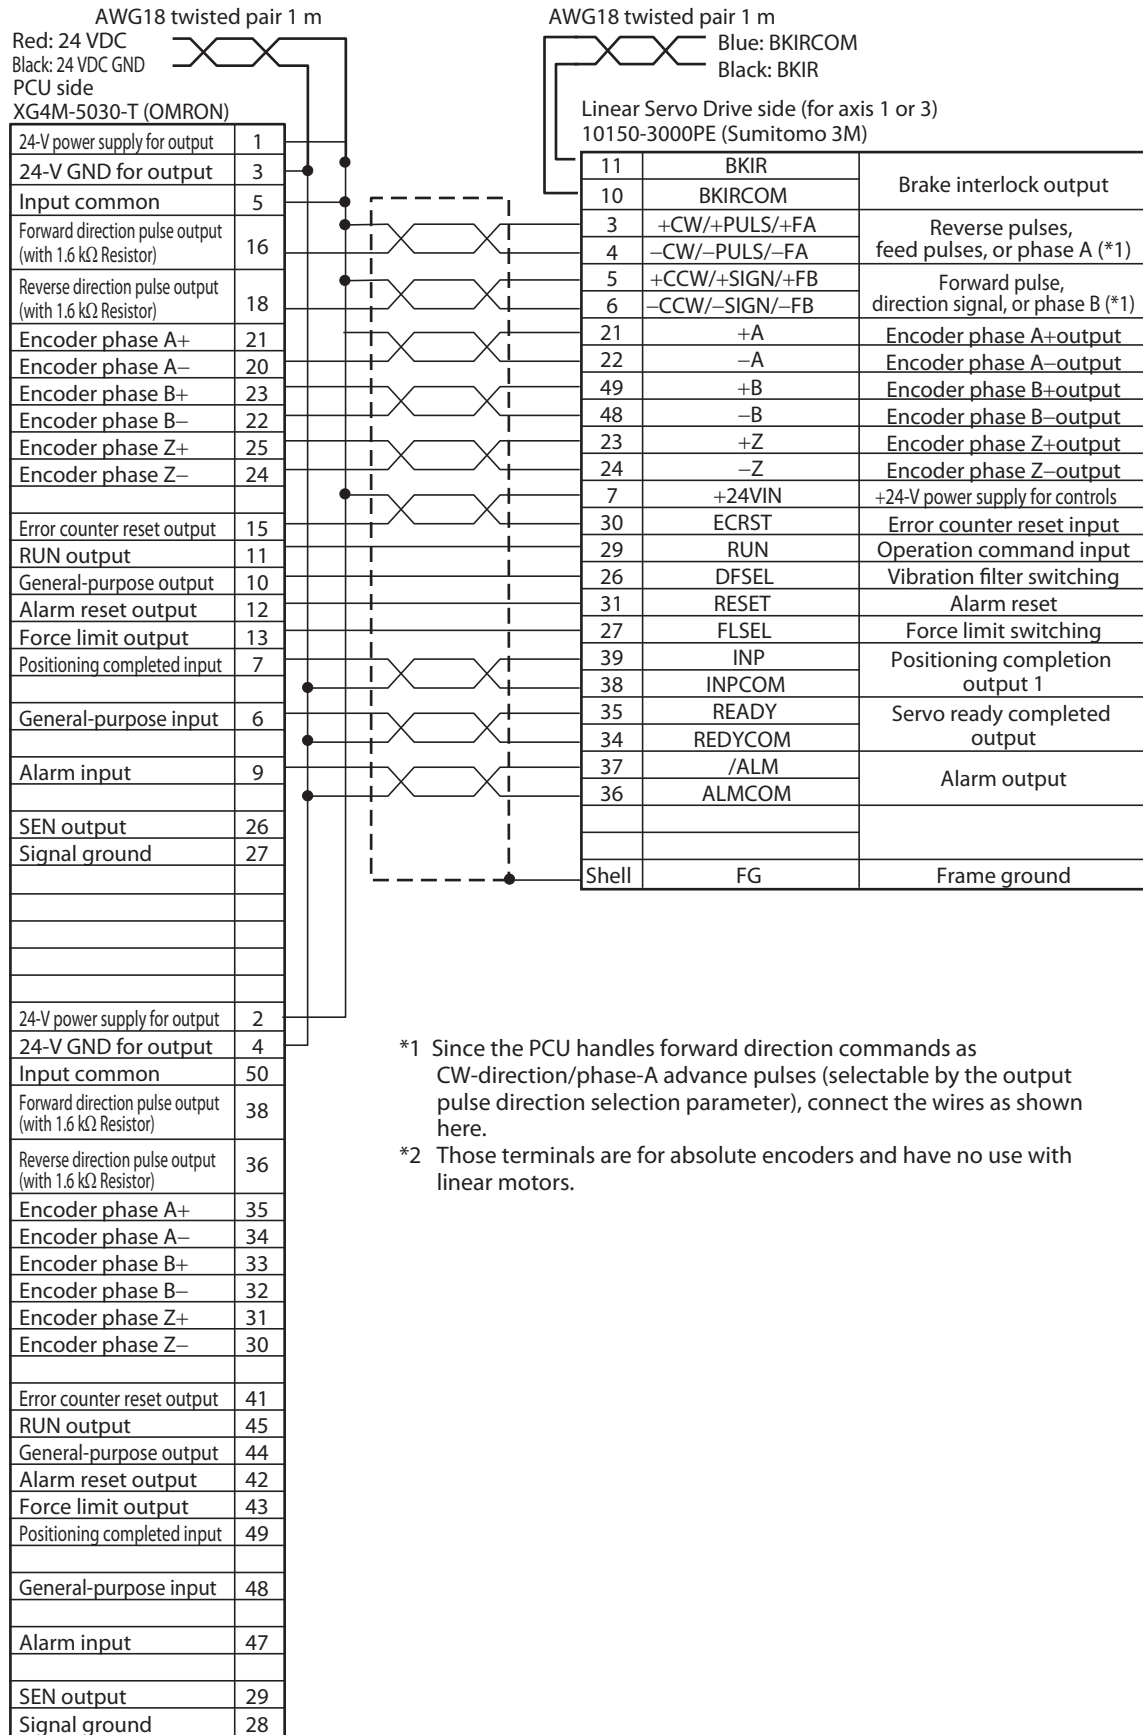 AWG18 twisted pair 1 m
Red: 24 VDC
Black: 24 VDC GND
PCU side
XG4M-5030-T (OMRON)
24-V power supply for output 1
24-V GND for output 3
Input common 5
Forward direction pulse output
(with 1.6 kΩ Resistor) 16
Reverse direction pulse output
(with 1.6 kΩ Resistor) 18
Encoder phase A+ 21
Encoder phase A− 20
Encoder phase B+ 23
Encoder phase B− 22
Encoder phase Z+ 25
Encoder phase Z− 24
Error counter reset output 15
RUN output 11
General-purpose output 10
Alarm reset output 12
Force limit output 13
Positioning completed input 7
General-purpose input 6
Alarm input 9
SEN output 26
Signal ground 27
24-V power supply for output 2
24-V GND for output 4
Input common 50
Forward direction pulse output
(with 1.6 kΩ Resistor) 38
Reverse direction pulse output
(with 1.6 kΩ Resistor) 36
Encoder phase A+ 35
Encoder phase A− 34
Encoder phase B+ 33
Encoder phase B− 32
Encoder phase Z+ 31
Encoder phase Z− 30
Error counter reset output 41
RUN output 45
General-purpose output 44
Alarm reset output 42
Force limit output 43
Positioning completed input 49
General-purpose input 48
Alarm input 47
SEN output 29
Signal ground 28
AWG18 twisted pair 1 m
Blue: BKIRCOM
Black: BKIR
Linear Servo Drive side (for axis 1 or 3)
10150-3000PE (Sumitomo 3M)
11 BKIR
10 BKIRCOM
Brake interlock output
3 +CW/+PULS/+FA
4 −CW/−PULS/−FA
Reverse pulses,
feed pulses, or phase A (*1)
5 +CCW/+SIGN/+FB
6 −CCW/−SIGN/−FB
Forward pulse,
direction signal, or phase B (*1)
21 +A Encoder phase A+output
22 −A Encoder phase A−output
49 +B Encoder phase B+output
48 −B Encoder phase B−output
23 +Z Encoder phase Z+output
24 −Z Encoder phase Z−output
7 +24VIN +24-V power supply for controls
30 ECRST Error counter reset input
29 RUN Operation command input
26 DFSEL Vibration filter switching
31 RESET Alarm reset
27 FLSEL Force limit switching
39 INP
38 INPCOM
Positioning completion
output 1
35 READY
34 REDYCOM
Servo ready completed
output
37 /ALM
36 ALMCOM
Alarm output
Shell FG Frame ground
*1 Since the PCU handles forward direction commands as
CW-direction/phase-A advance pulses (selectable by the output
pulse direction selection parameter), connect the wires as shown
here.
*2 Those terminals are for absolute encoders and have no use with
linear motors.